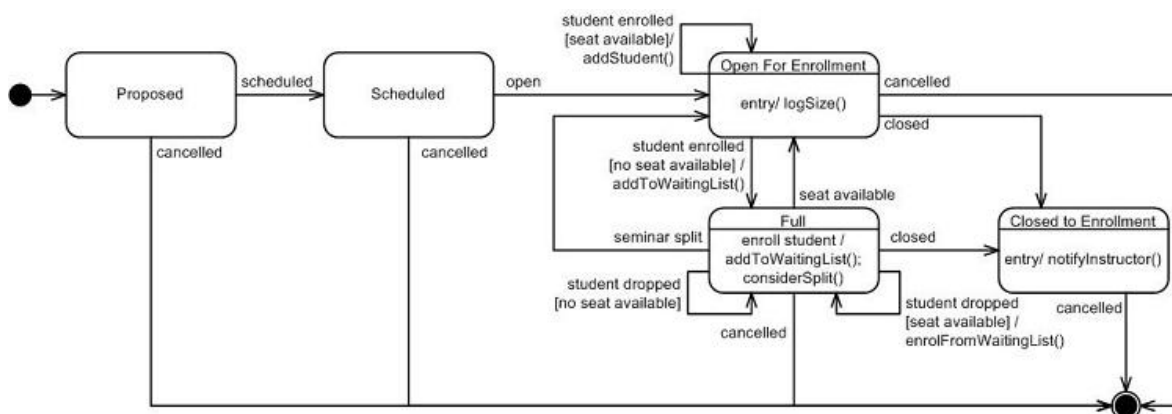 student enrolled
[seat available]/
addStudent()
Open For Enrollment
entry/ logSize()
Proposed
scheduled
Scheduled
open
cancelled
closed
cancelled
cancelled
student enrolled
[no seat available] /
addToWaitingList()
seat available
Full
enroll student /
addToWaitingList();
considerSplit()
seminar split
closed
Closed to Enrollment
entry/ notifyInstructor()
student dropped
[no seat available]
student dropped
[seat available] /
enrolFromWaitingList()
cancelled
cancelled